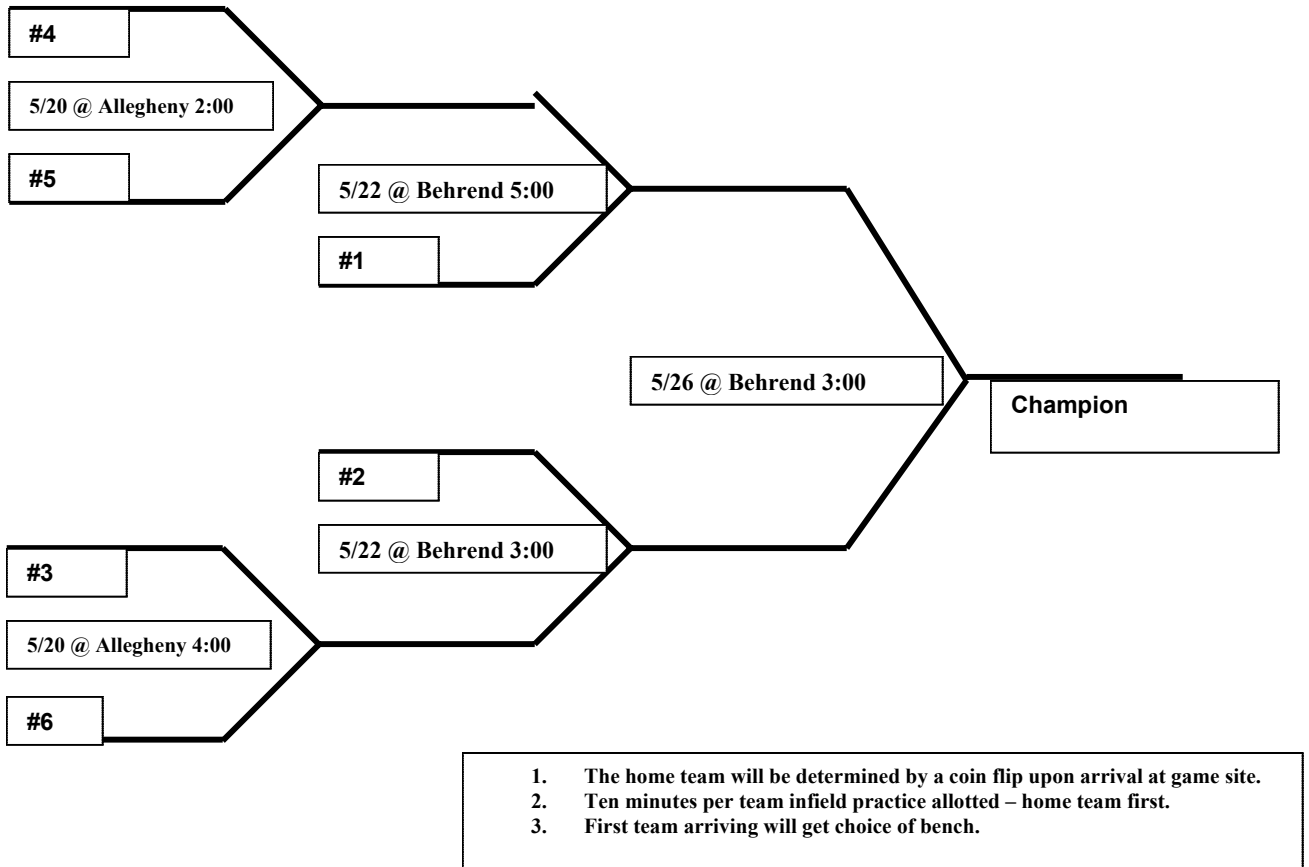 #4
5/20 @ Allegheny 2:00
#5
5/22 @ Behrend 5:00
#1
5/26 @ Behrend 3:00
Champion
#2
5/22 @ Behrend 3:00
#3
5/20 @ Allegheny 4:00
#6
1. The home team will be determined by a coin flip upon arrival at game site.
2. Ten minutes per team infield practice allotted – home team first.
3. First team arriving will get choice of bench.